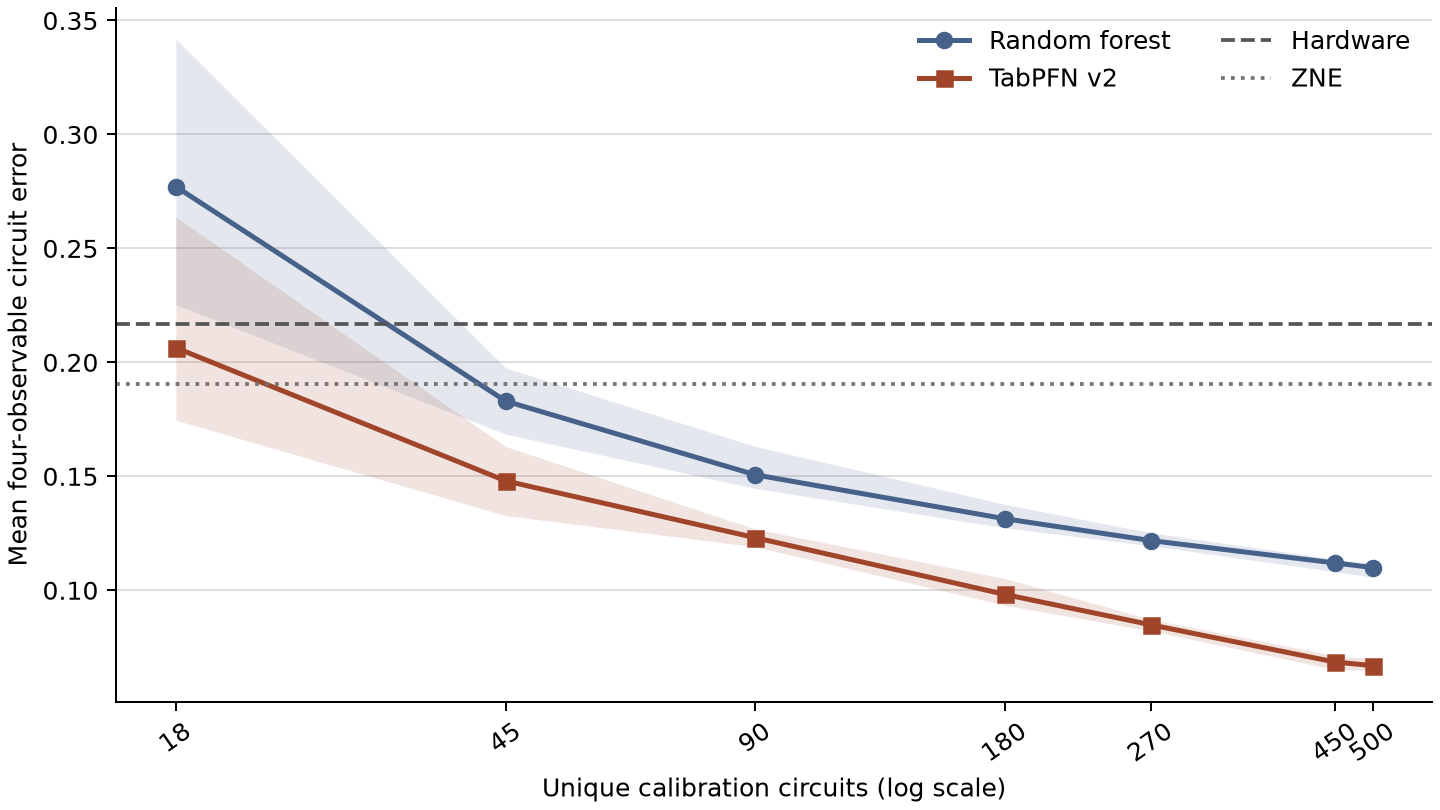 Random forest
TabPFN v2
Hardware
ZNE
Mean four-observable circuit error
0.35
0.30
0.25
0.20
0.15
0.10
18
45
90
180
270
450
500
Unique calibration circuits (log scale)